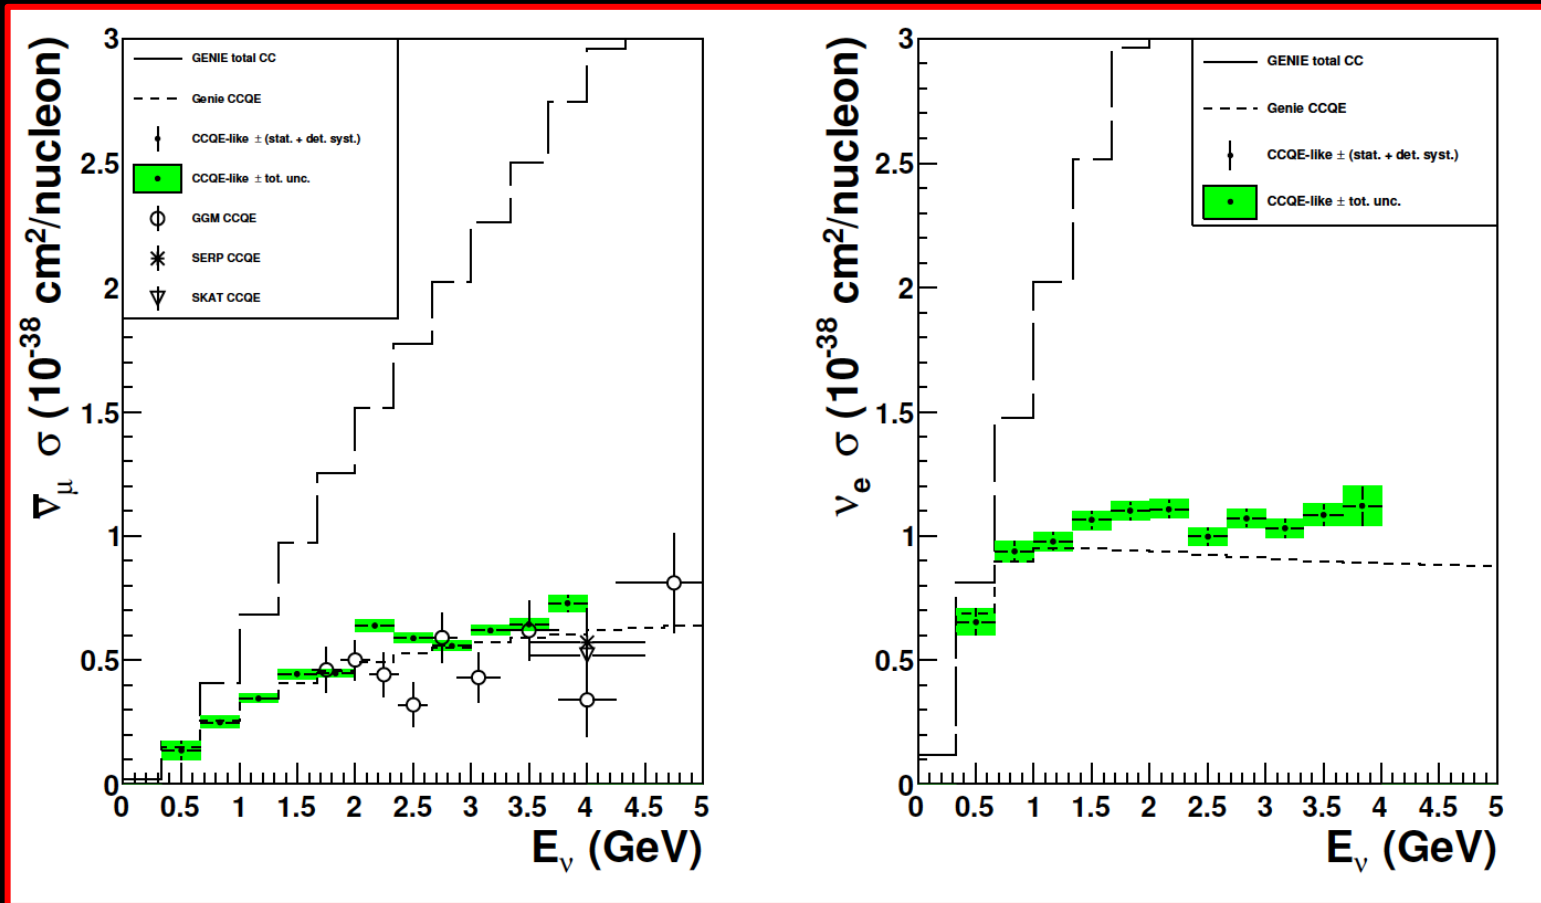 ν̄μ σ (10-38 cm2/nucleon)
3
2.5
2
1.5
1
0.5
0
GENIE total CC
Genie CCQE
CCQE-like ± (stat. + det. syst.)
CCQE-like ± tot. unc.
GGM CCQE
SERP CCQE
SKAT CCQE
0 0.5 1 1.5 2 2.5 3 3.5 4 4.5 5
Eν (GeV)
νe σ (10-38 cm2/nucleon)
3
2.5
2
1.5
1
0.5
0
GENIE total CC
Genie CCQE
CCQE-like ± (stat. + det. syst.)
CCQE-like ± tot. unc.
0 0.5 1 1.5 2 2.5 3 3.5 4 4.5 5
Eν (GeV)